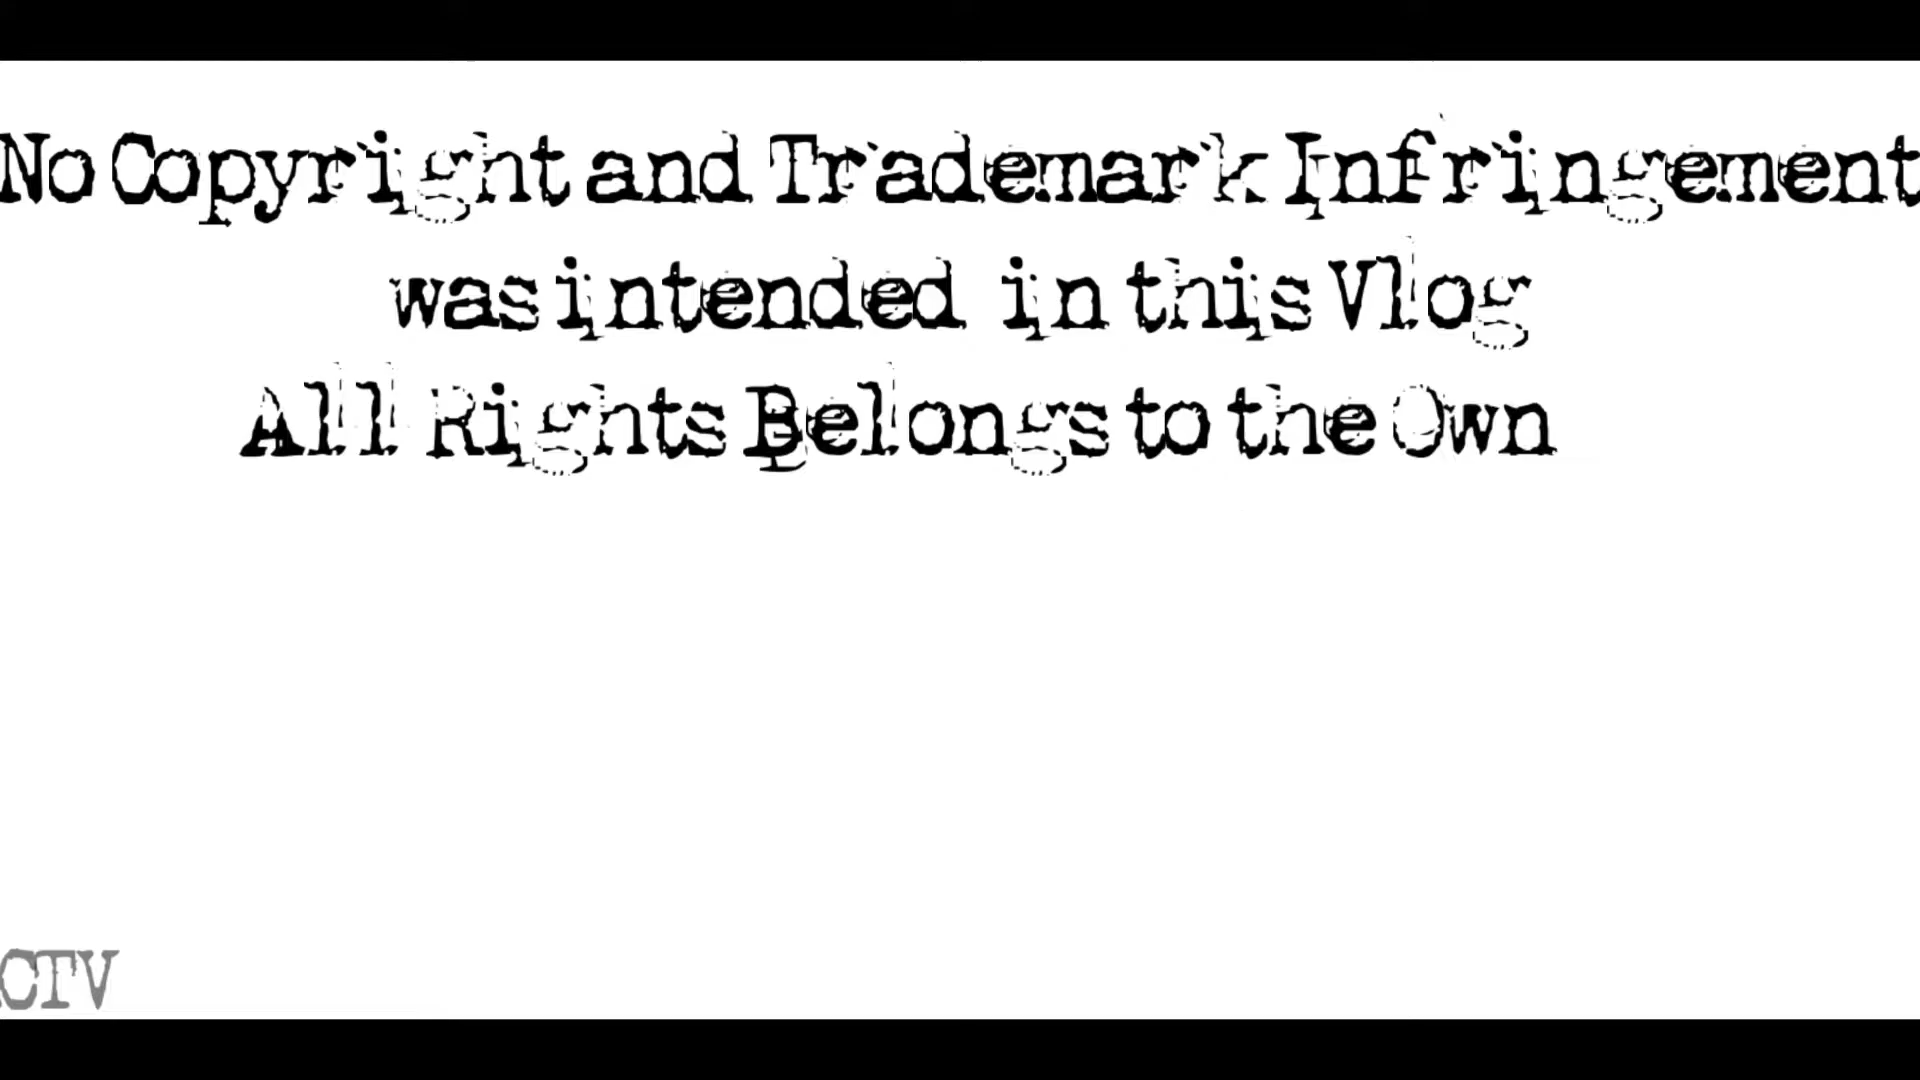 No Copyright and Trademark Infringement
was intended in this Vlog
All Rights Belongs to the Own
CTV